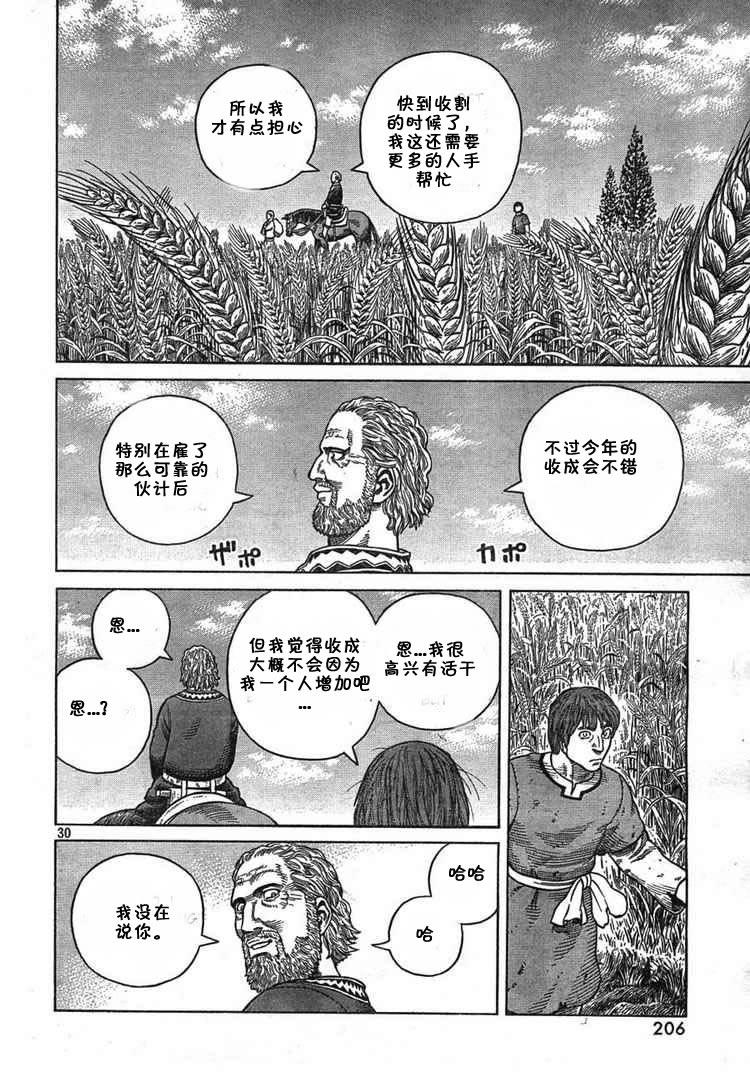 快到收割
的时候了，
我这还需要
更多的人手
帮忙
所以我
才有点担心
不过今年的
收成会不错
カポ
特别在雇了
那么可靠的
伙计后
ザポ
恩...我很
高兴有活干
但我觉得收成
大概不会因为
我一个人增加吧
...
恩...
恩...?
30
哈哈
哈
我没在
说你。
206